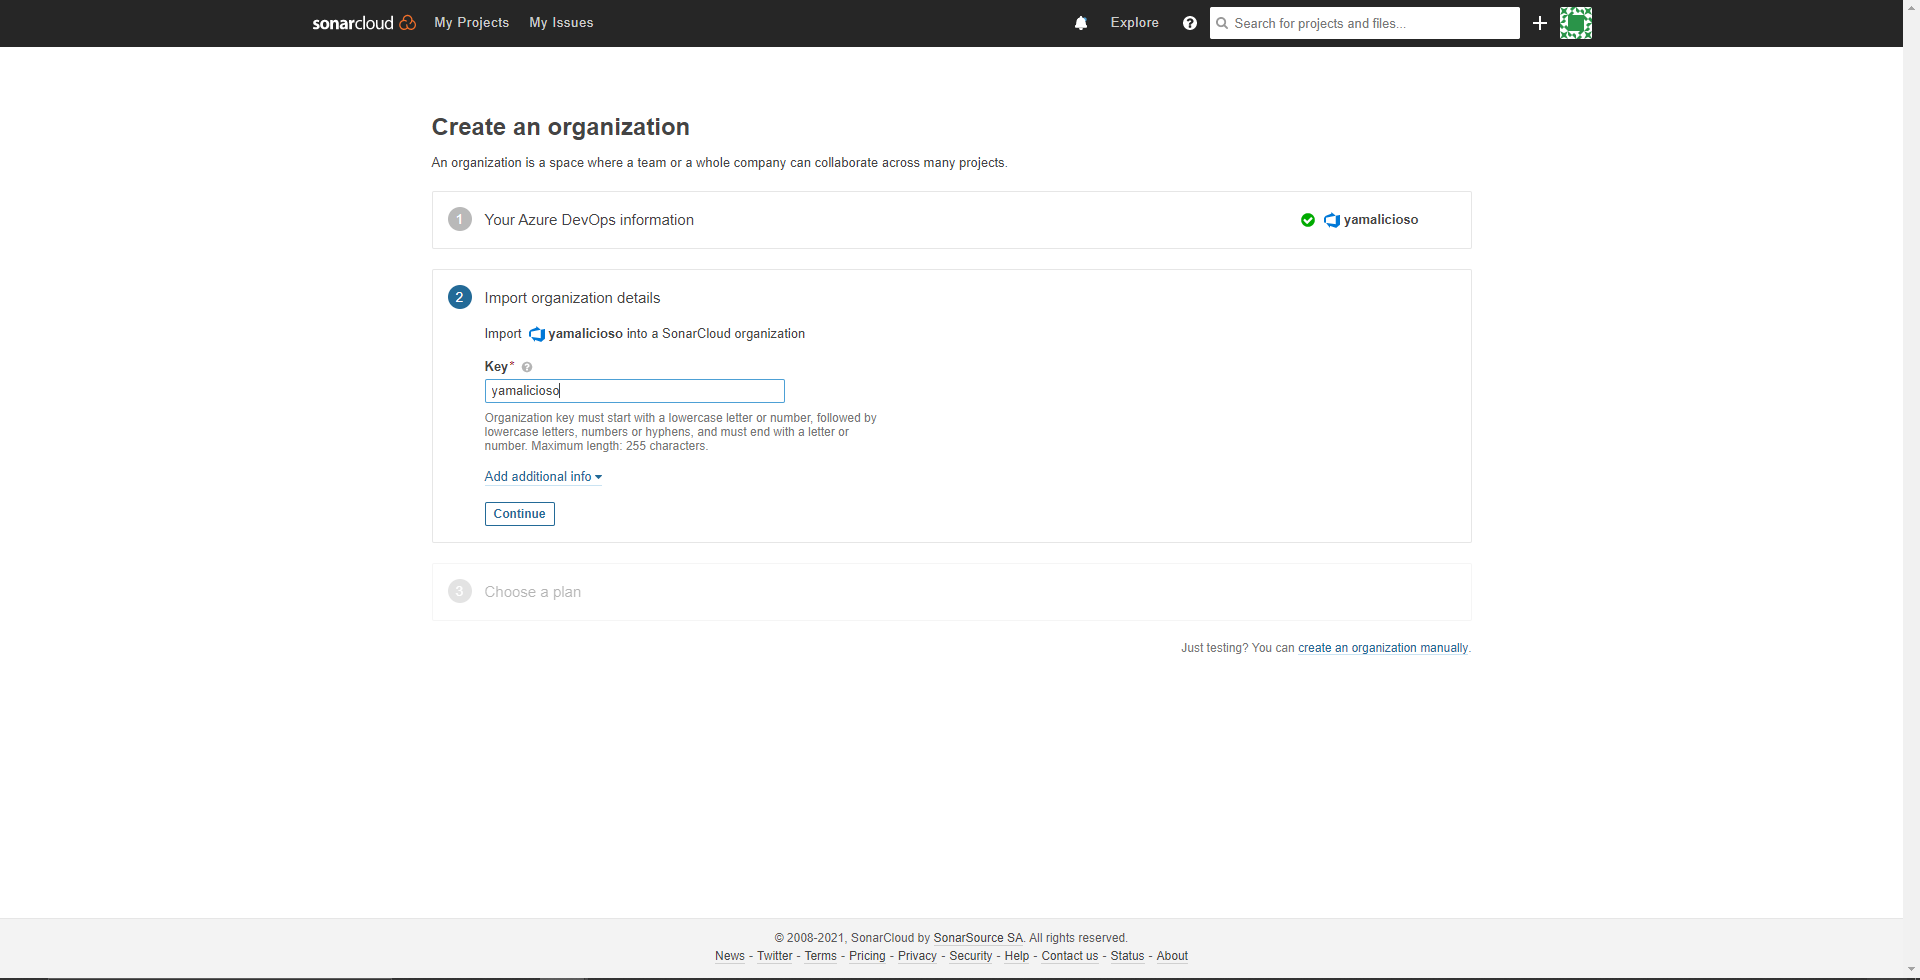 sonarcloud My Projects My Issues Explore Search for projects and files...
Create an organization
An organization is a space where a team or a whole company can collaborate across many projects.
1 Your Azure DevOps information yamalicioso
2 Import organization details
Import yamalicioso into a SonarCloud organization
Key* ?
yamalicioso
Organization key must start with a lowercase letter or number, followed by
lowercase letters, numbers or hyphens, and must end with a letter or
number. Maximum length: 255 characters.
Add additional info
Continue
3 Choose a plan
Just testing? You can create an organization manually.
© 2008-2021, SonarCloud by SonarSource SA. All rights reserved.
News - Twitter - Terms - Pricing - Privacy - Security - Help - Contact us - Status - About